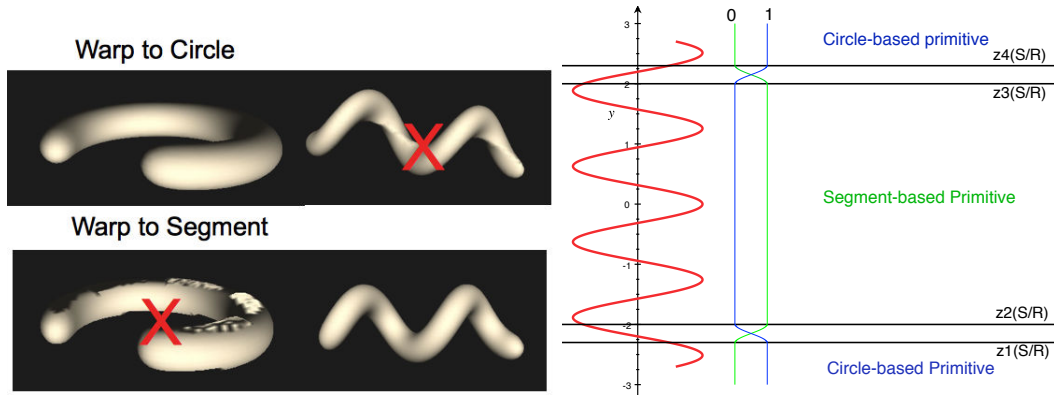 Warp to Circle
X
Warp to Segment
X
0 1
3
Circle-based primitive
z4(S/R)
2
z3(S/R)
y
1
0
Segment-based Primitive
-1
-2
z2(S/R)
z1(S/R)
Circle-based Primitive
-3